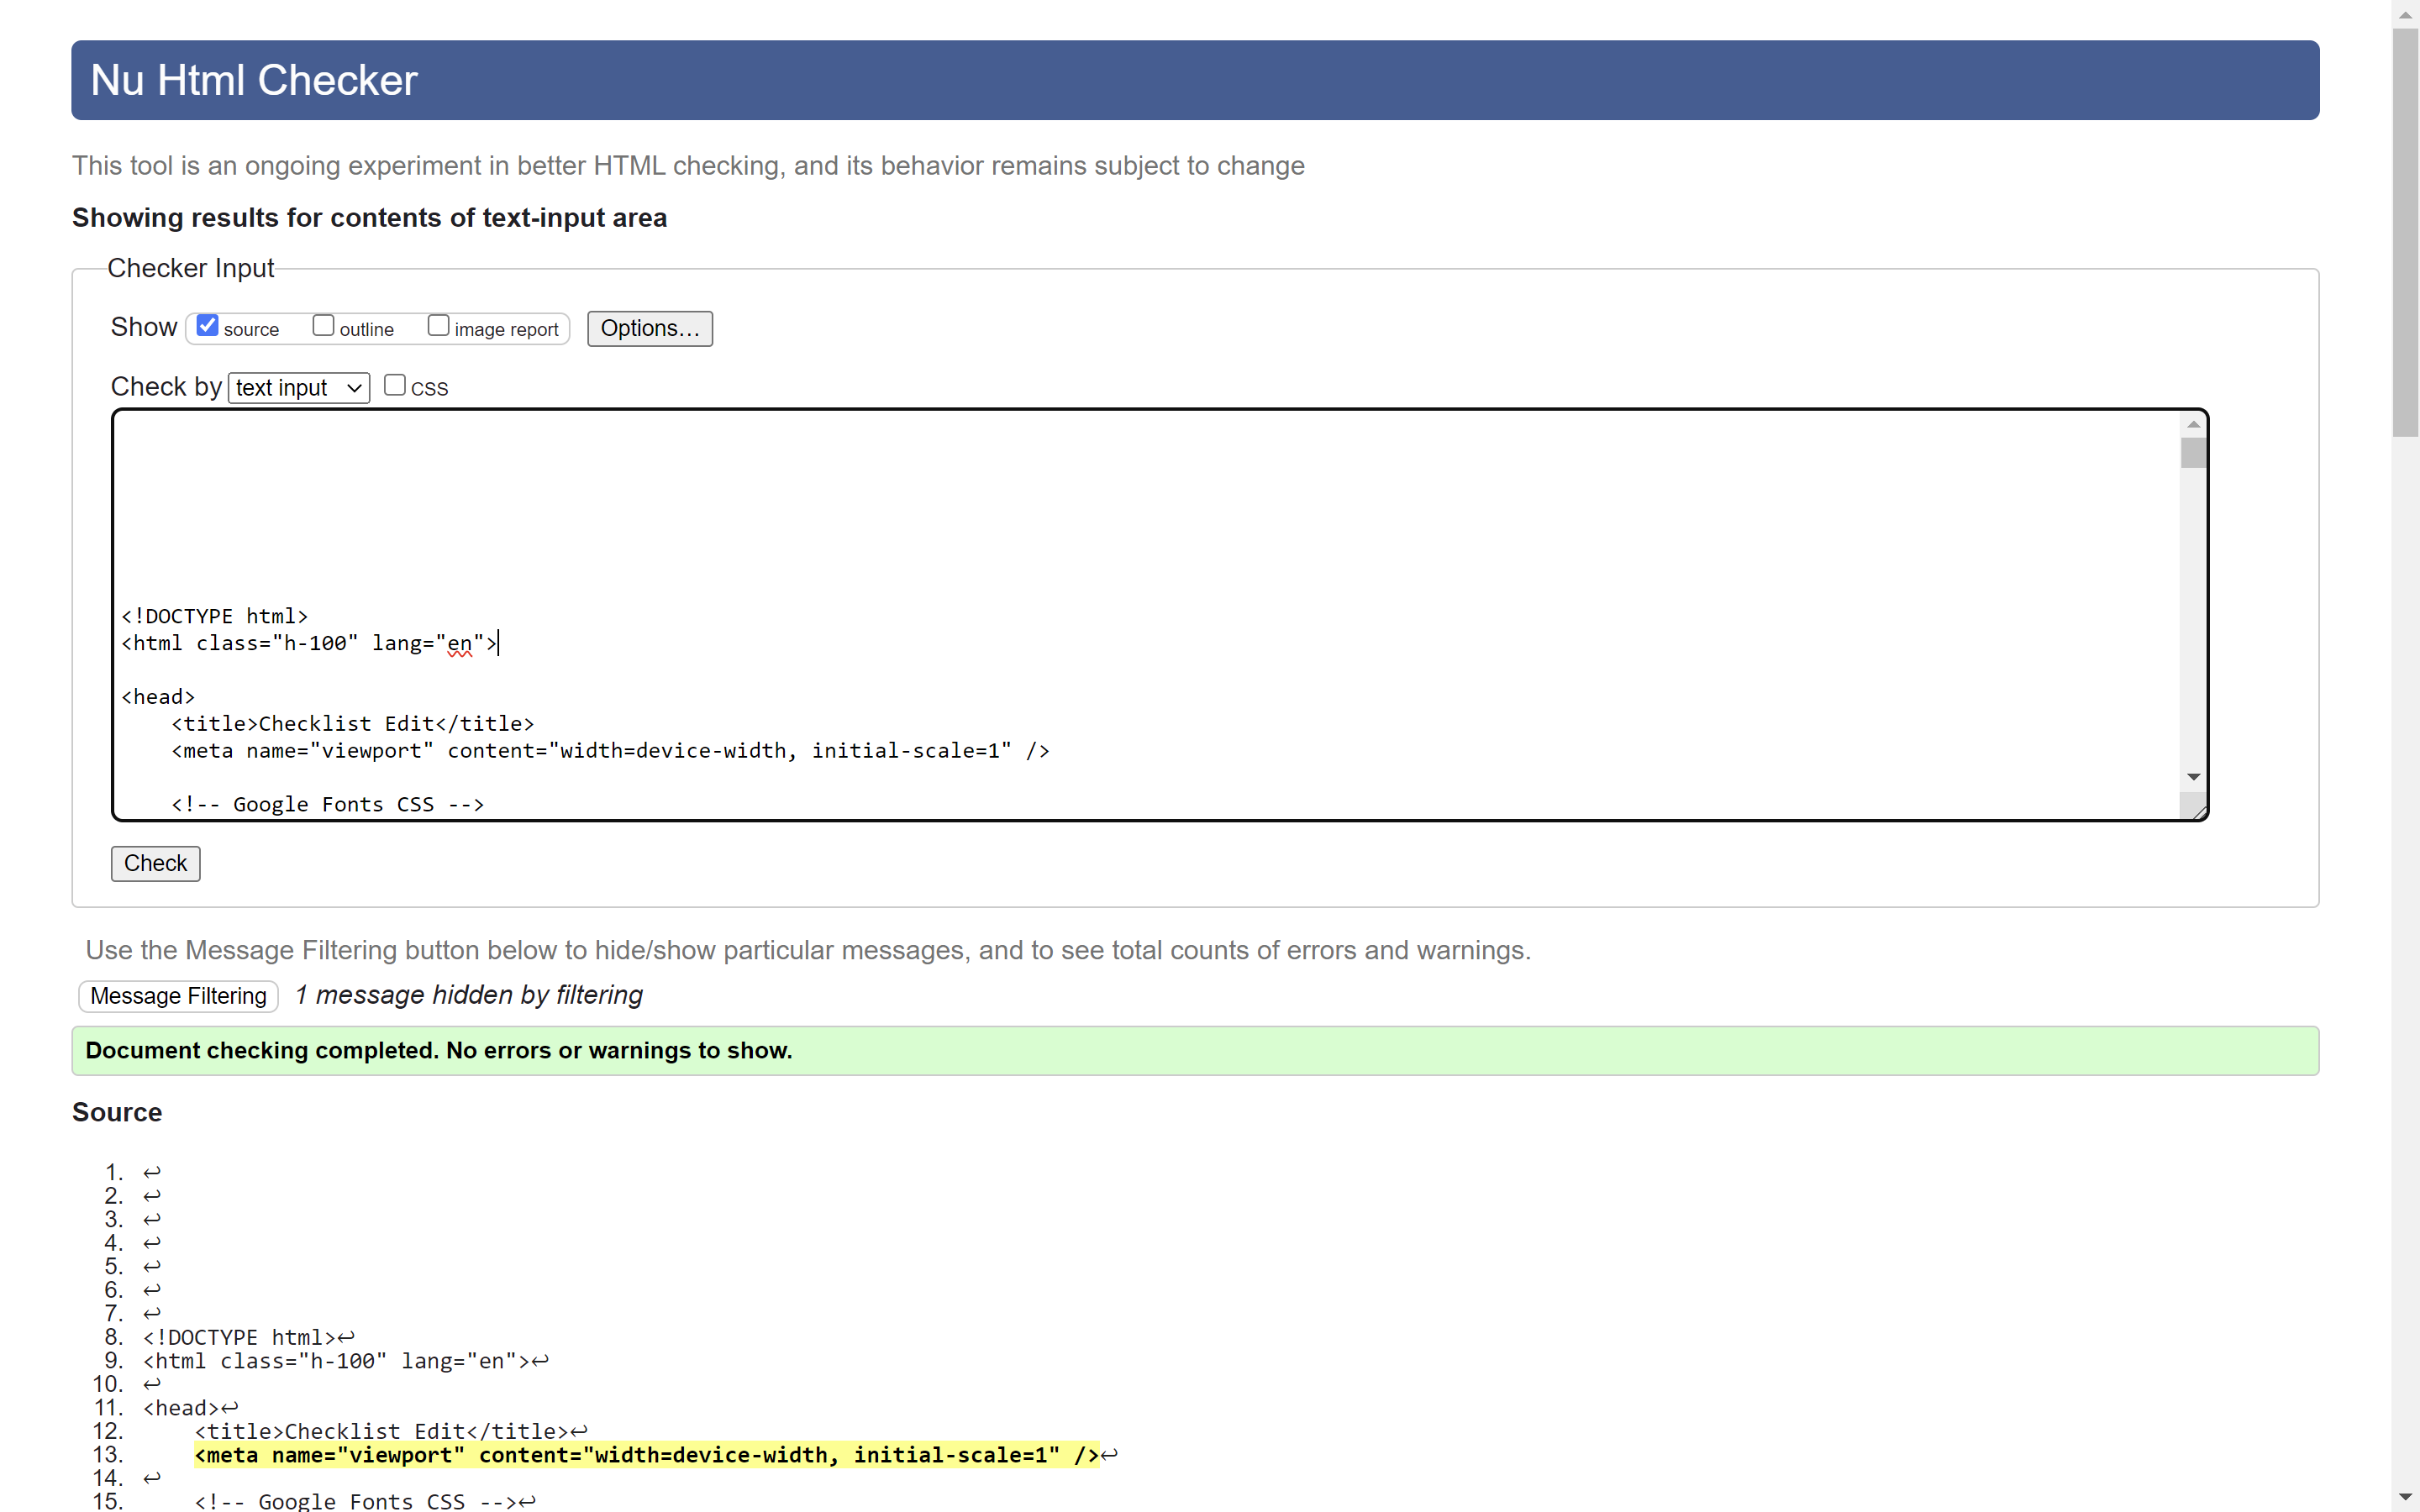 Nu Html Checker
This tool is an ongoing experiment in better HTML checking, and its behavior remains subject to change
Showing results for contents of text-input area
Checker Input
Show source outline image report Options...
Check by text input CSS
<!DOCTYPE html>
<html class="h-100" lang="en">
<head>
    <title>Checklist Edit</title>
    <meta name="viewport" content="width=device-width, initial-scale=1" />
    <!-- Google Fonts CSS -->
Check
Use the Message Filtering button below to hide/show particular messages, and to see total counts of errors and warnings.
Message Filtering 1 message hidden by filtering
Document checking completed. No errors or warnings to show.
Source
1. ↩
2. ↩
3. ↩
4. ↩
5. ↩
6. ↩
7. ↩
8. <!DOCTYPE html>↩
9. <html class="h-100" lang="en">↩
10. ↩
11. <head>↩
12.     <title>Checklist Edit</title>↩
13.     <meta name="viewport" content="width=device-width, initial-scale=1" />↩
14. ↩
15.     <!-- Google Fonts CSS -->↩